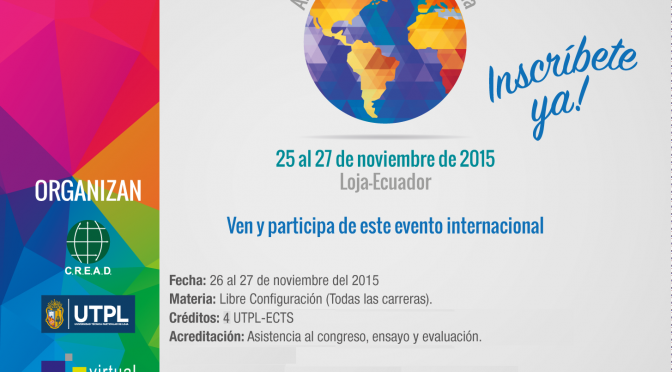 Inscríbete
ya!
25 al 27 de noviembre de 2015
Loja-Ecuador
Ven y participa de este evento internacional
ORGANIZAN
C.R.E.A.D.
UTPL
virtual
Fecha: 26 al 27 de noviembre del 2015
Materia: Libre Configuración (Todas las carreras).
Créditos: 4 UTPL-ECTS
Acreditación: Asistencia al congreso, ensayo y evaluación.